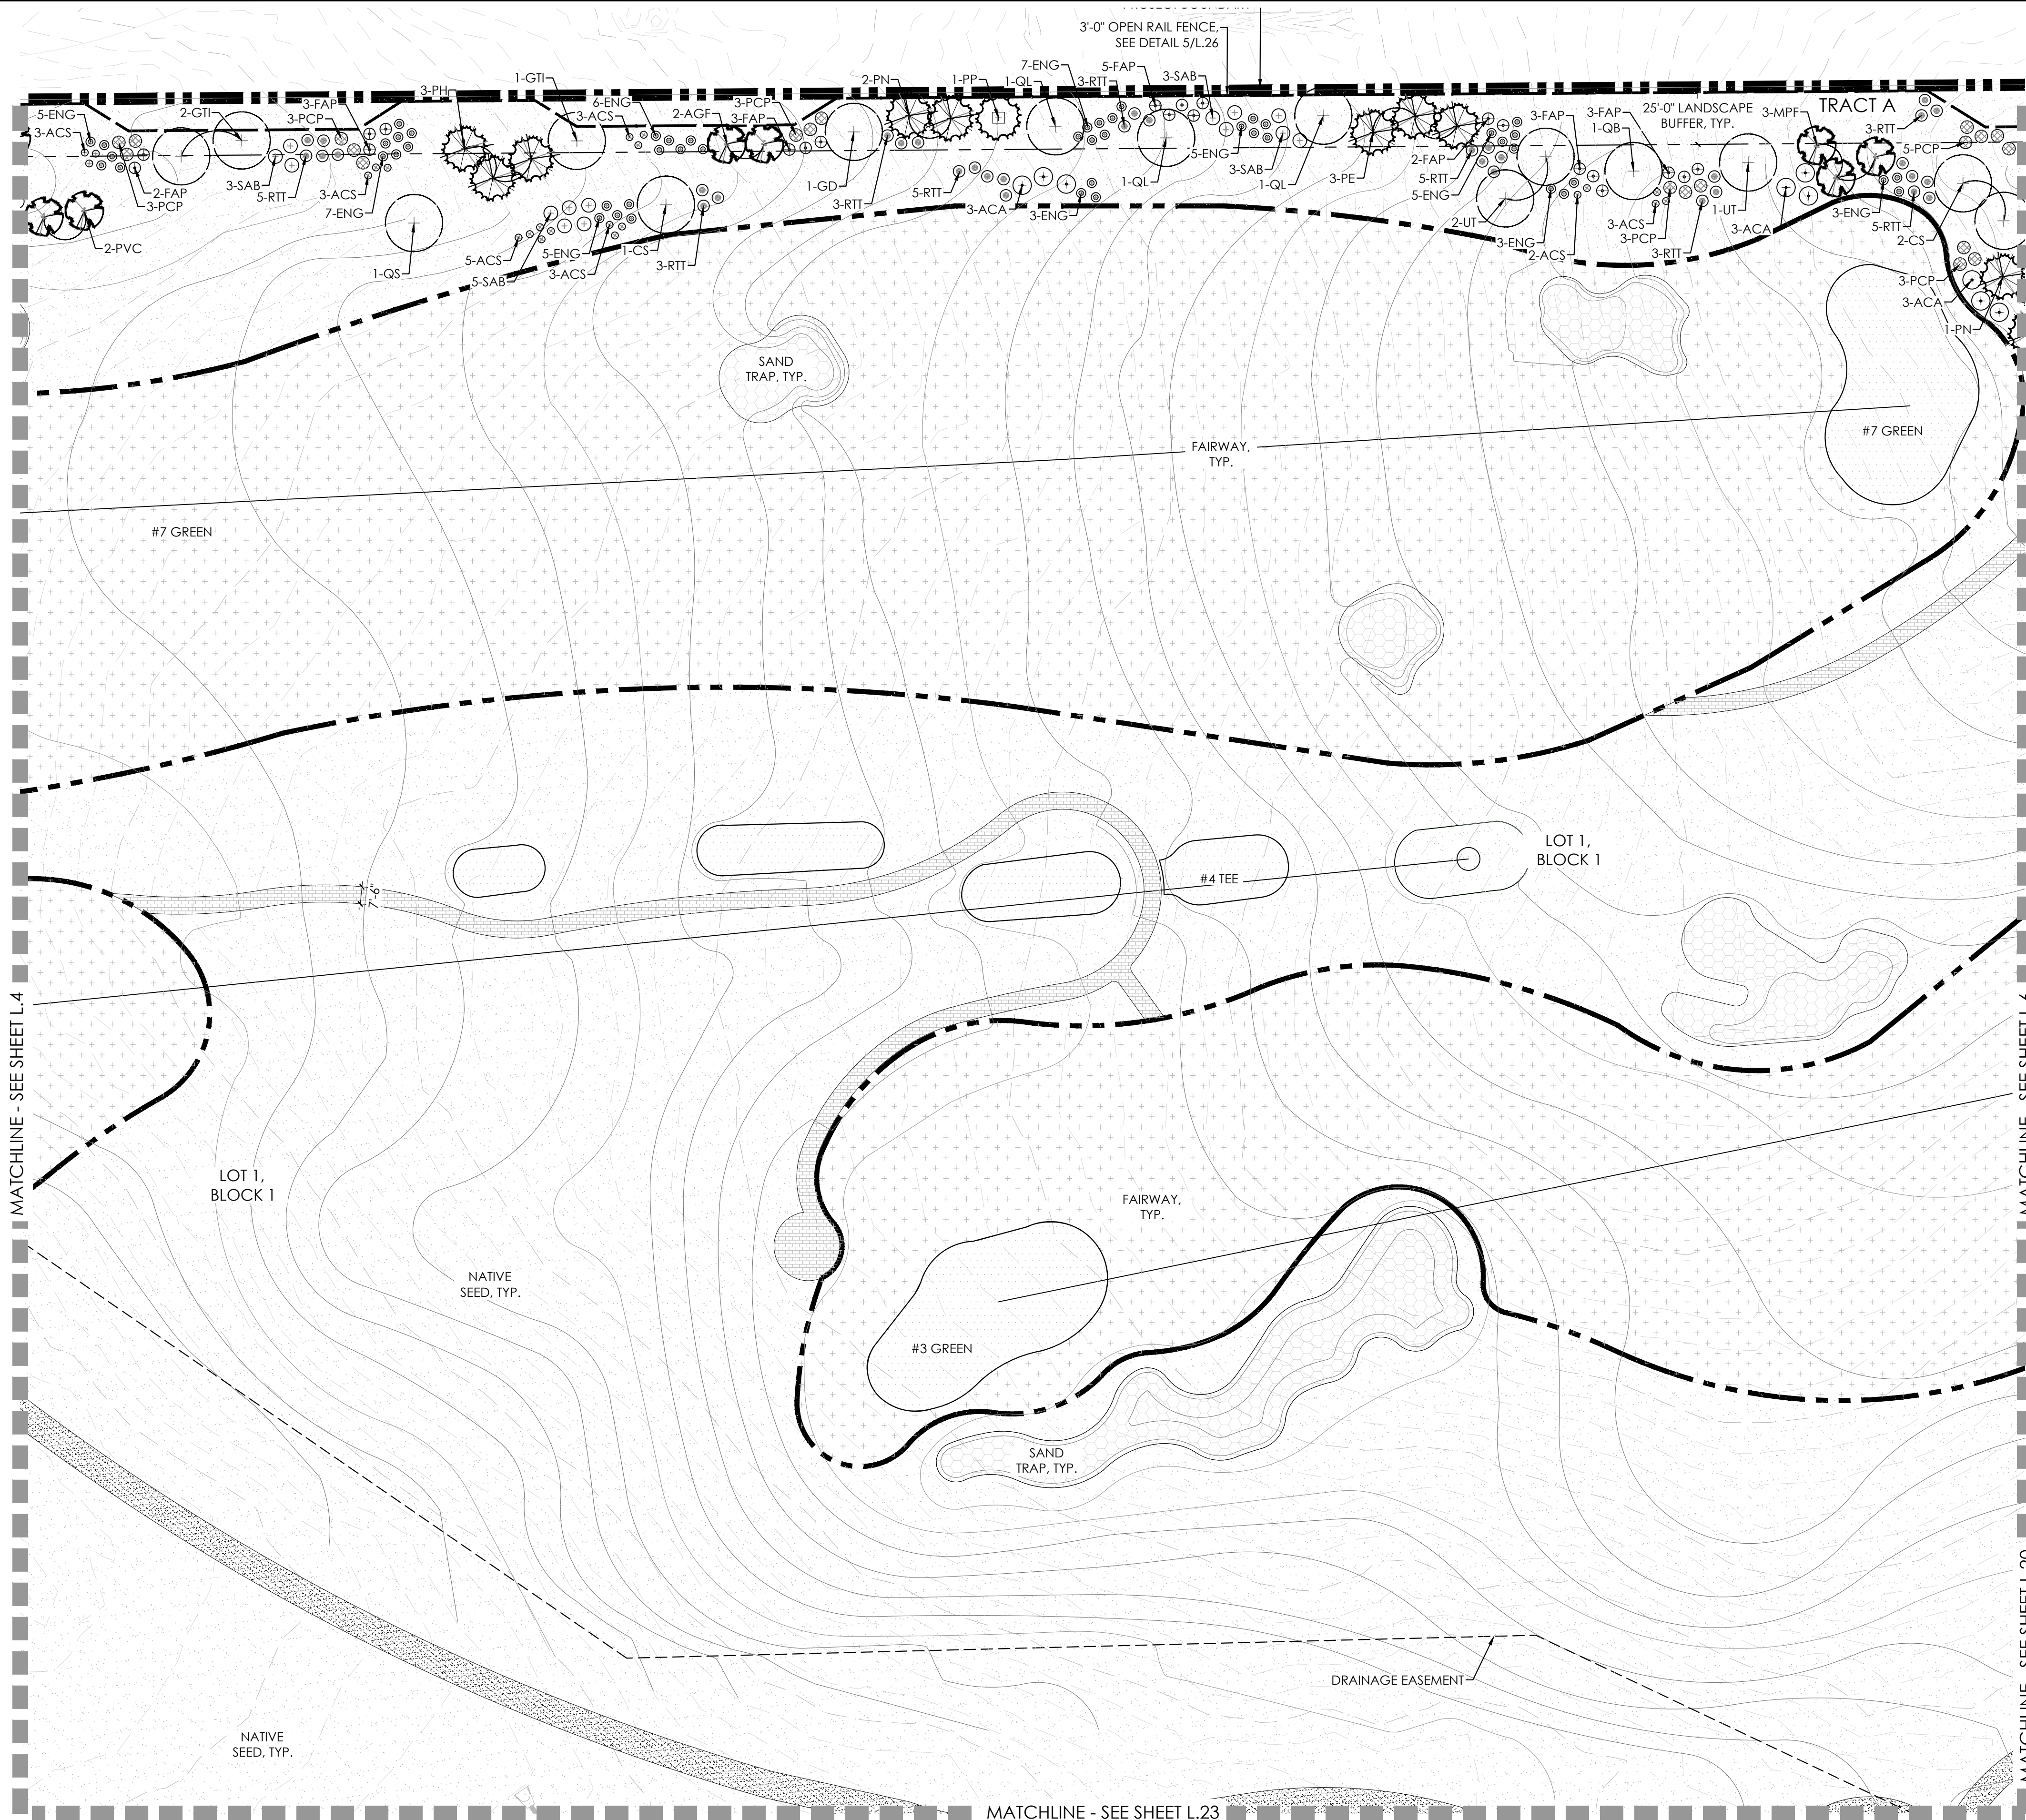 3'-0" OPEN RAIL FENCE,
SEE DETAIL 5/L.26
7-ENG
5-FAP
3-SAB
1-GTI
2-PN
1-PP
1-QL
3-RTT
3-PH
5-ENG
3-ACS
2-GTI
3-FAP
3-PCP
6-ENG
3-ACS
2-AGF
3-PCP
3-FAP
3-FAP
3-FAP
1-QB
25'-0" LANDSCAPE
BUFFER, TYP.
3-MPF
TRACT A
3-RTT
5-PCP
2-FAP
3-PCP
3-SAB
5-RTT
3-ACS
7-ENG
1-GD
3-RTT
5-RTT
3-ACA
3-ENG
1-QL
5-ENG
3-SAB
1-QL
3-PE
2-FAP
5-RTT
5-ENG
2-UT
3-ENG
2-ACS
3-ACS
3-PCP
3-RTT
1-UT
3-ACA
3-ENG
5-RTT
2-CS
2-PVC
1-QS
5-ACS
5-SAB
5-ENG
3-ACS
1-CS
3-RTT
3-PCP
3-ACA
1-PN
SAND
TRAP, TYP.
FAIRWAY,
TYP.
#7 GREEN
#7 GREEN
LOT 1,
BLOCK 1
#4 TEE
7'-6"
MATCHLINE - SEE SHEET L.4
LOT 1,
BLOCK 1
FAIRWAY,
TYP.
NATIVE
SEED, TYP.
#3 GREEN
SAND
TRAP, TYP.
DRAINAGE EASEMENT
NATIVE
SEED, TYP.
MATCHLINE - SEE SHEET L.23